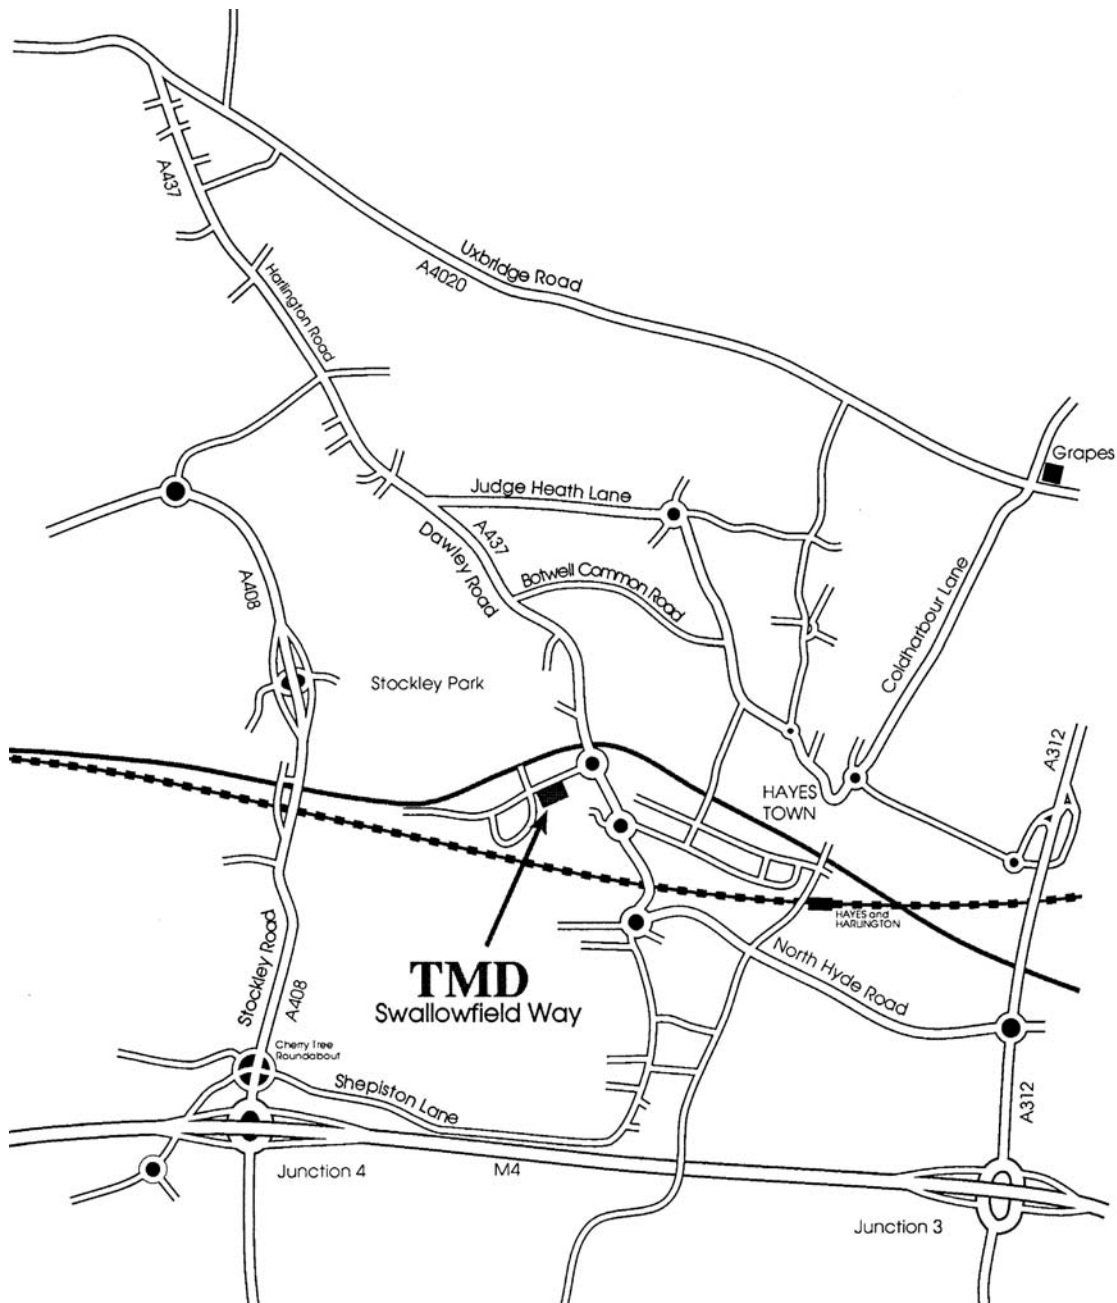 A437
Uxbridge Road
A4020
Harlington Road
Grapes
Judge Heath Lane
A437
Dawley Road
Botwell Common Road
A408
Coldharbour Lane
Stockley Park
A312
HAYES
TOWN
HAYES and
HARLINGTON
TMD
Swallowfield Way
North Hyde Road
Stockley Road
A408
Cherry Tree
Roundabout
Shepiston Lane
A312
Junction 4
M4
Junction 3